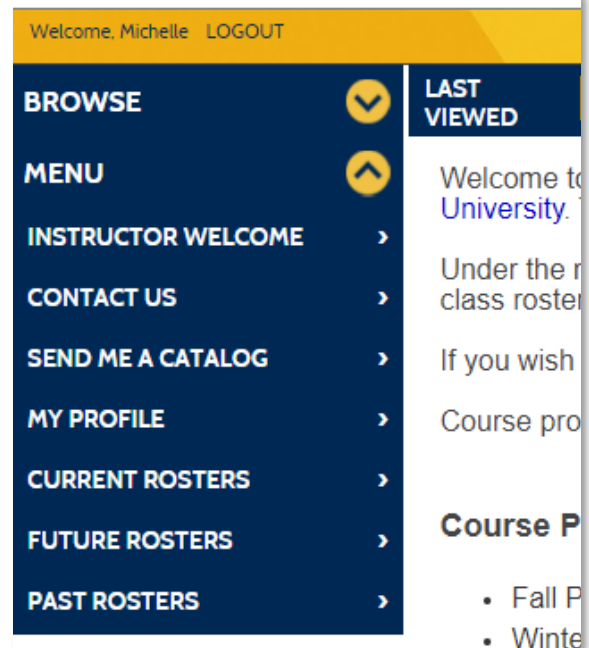 Welcome, Michelle LOGOUT
BROWSE
MENU
INSTRUCTOR WELCOME
CONTACT US
SEND ME A CATALOG
MY PROFILE
CURRENT ROSTERS
FUTURE ROSTERS
PAST ROSTERS
LAST
VIEWED
Welcome to
University.
Under the
class roster
If you wish
Course pro
Course P
Fall P
Winte